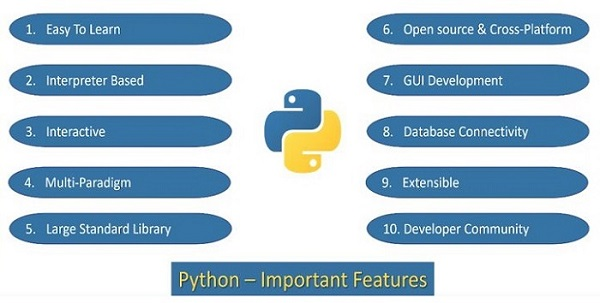 1. Easy To Learn
2. Interpreter Based
3. Interactive
4. Multi-Paradigm
5. Large Standard Library
6. Open source & Cross-Platform
7. GUI Development
8. Database Connectivity
9. Extensible
10. Developer Community
Python – Important Features